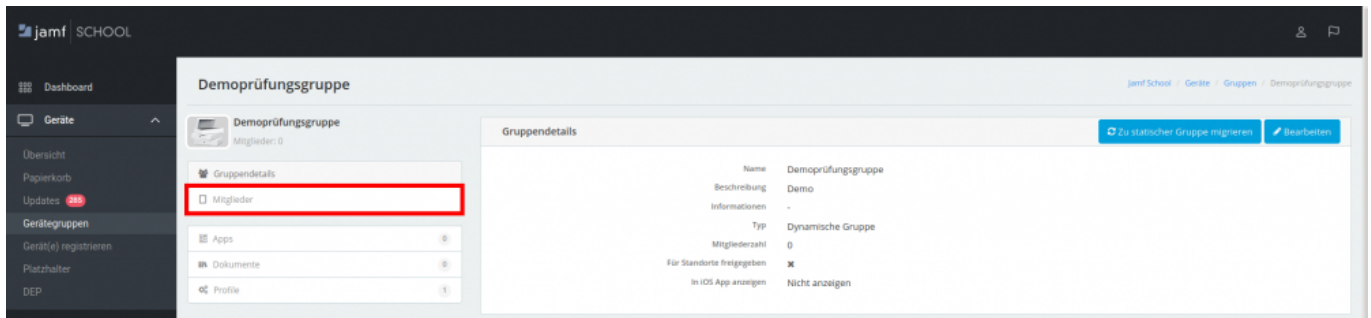 jamf SCHOOL
Dashboard
Geräte
Übersicht
Papierkorb
Updates 285
Gerätegruppen
Gerät(e) registrieren
Platzhalter
DEP
Demoprüfungsgruppe
Jamf School / Geräte / Gruppen / Demoprüfungsgruppe
Demoprüfungsgruppe
Mitglieder: 0
Gruppendetails
Mitglieder
Apps 0
Dokumente 0
Profile 1
Gruppendetails
Zu statischer Gruppe migrieren
Bearbeiten
Name Demoprüfungsgruppe
Beschreibung Demo
Informationen -
Typ Dynamische Gruppe
Mitgliederzahl 0
Für Standorte freigegeben ✖
In iOS App anzeigen Nicht anzeigen